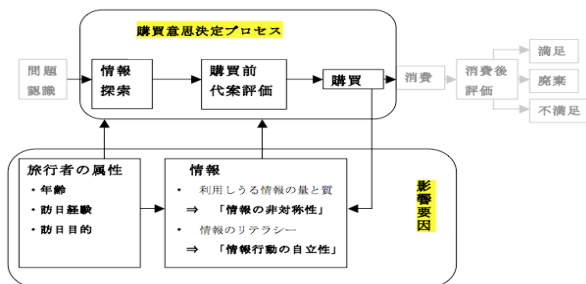 購買意思決定プロセス
問題
認識
情報
探索
購買前
代案評価
購買
消費
消費後
評価
満足
廃棄
不満足
旅行者の属性
・年齢
・訪日経験
・訪日目的
情報
・ 利用しうる情報の量と質
⇒ 「情報の非対称性」
・ 情報のリテラシー
⇒ 「情報行動の自立性」
影響要因